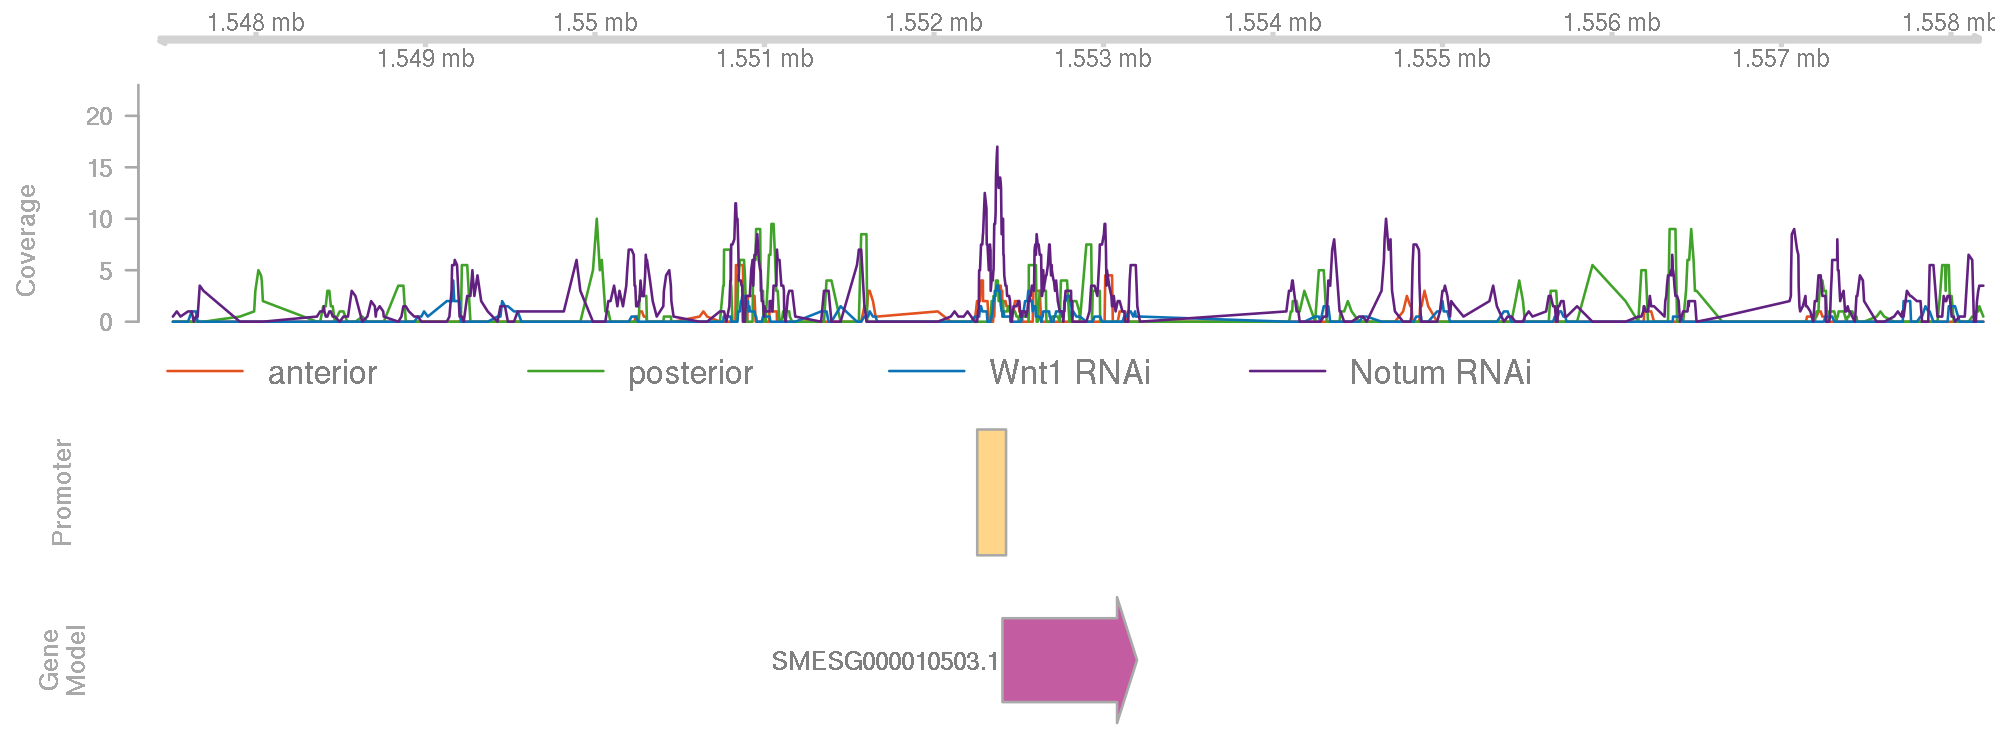 1.548 mb 1.55 mb 1.552 mb 1.554 mb 1.556 mb 1.558 mb
1.549 mb 1.551 mb 1.553 mb 1.555 mb 1.557 mb
Coverage
20
15
10
5
0
anterior posterior Wnt1 RNAi Notum RNAi
Promoter
Gene
Model
SMESG000010503.1